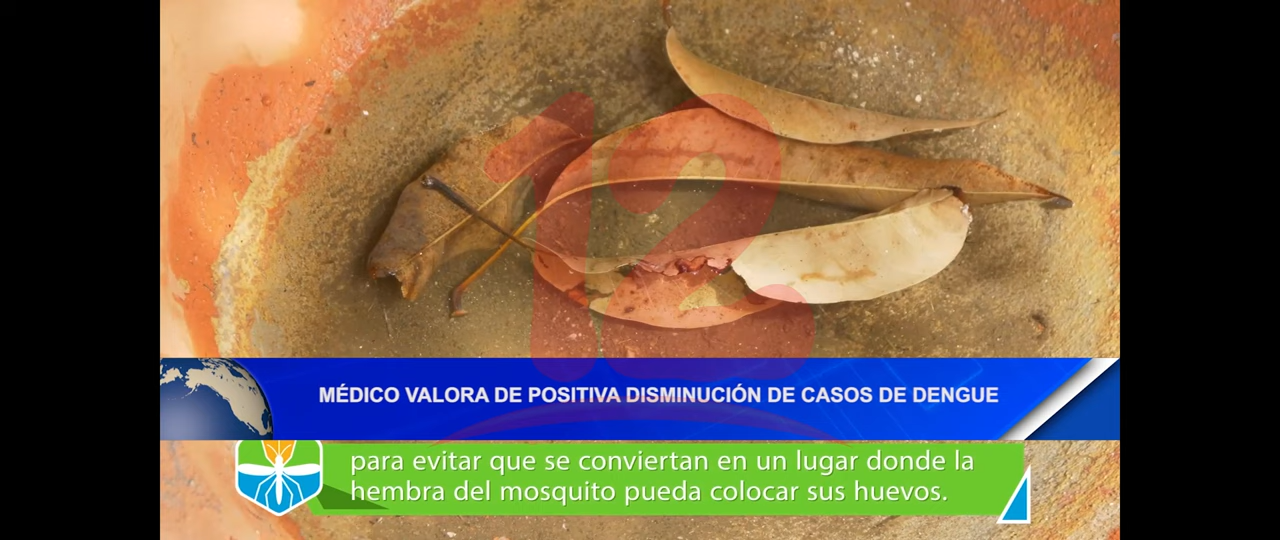 12
MÉDICO VALORA DE POSITIVA DISMINUCIÓN DE CASOS DE DENGUE
para evitar que se conviertan en un lugar donde la
hembra del mosquito pueda colocar sus huevos.